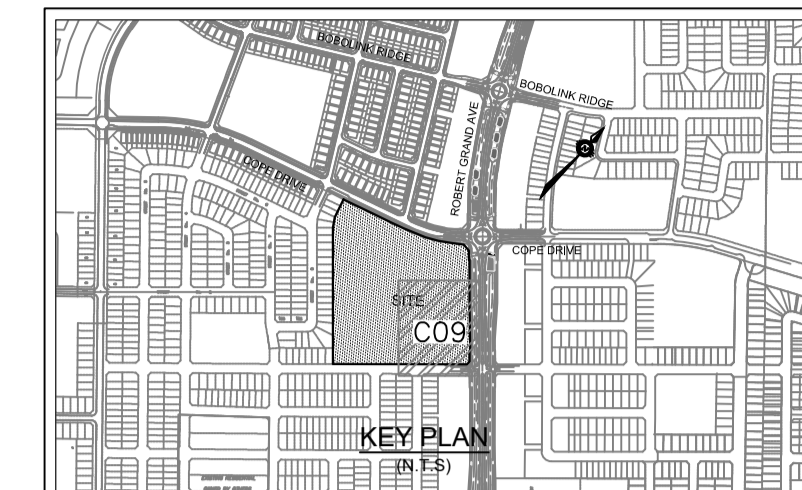 BOBOLINK RIDGE
BOBOLINK RIDGE
ROBERT GRAND AVE
COPE DRIVE
COPE DRIVE
SITE
C09
KEY PLAN
(N.T.S)